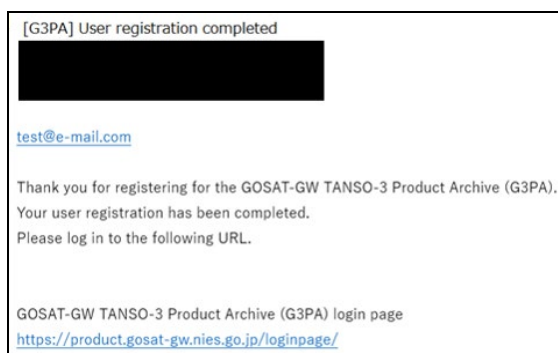 [G3PA] User registration completed
test@e-mail.com
Thank you for registering for the GOSAT-GW TANSO-3 Product Archive (G3PA).
Your user registration has been completed.
Please log in to the following URL.
GOSAT-GW TANSO-3 Product Archive (G3PA) login page
https://product.gosat-gw.nies.go.jp/loginpage/